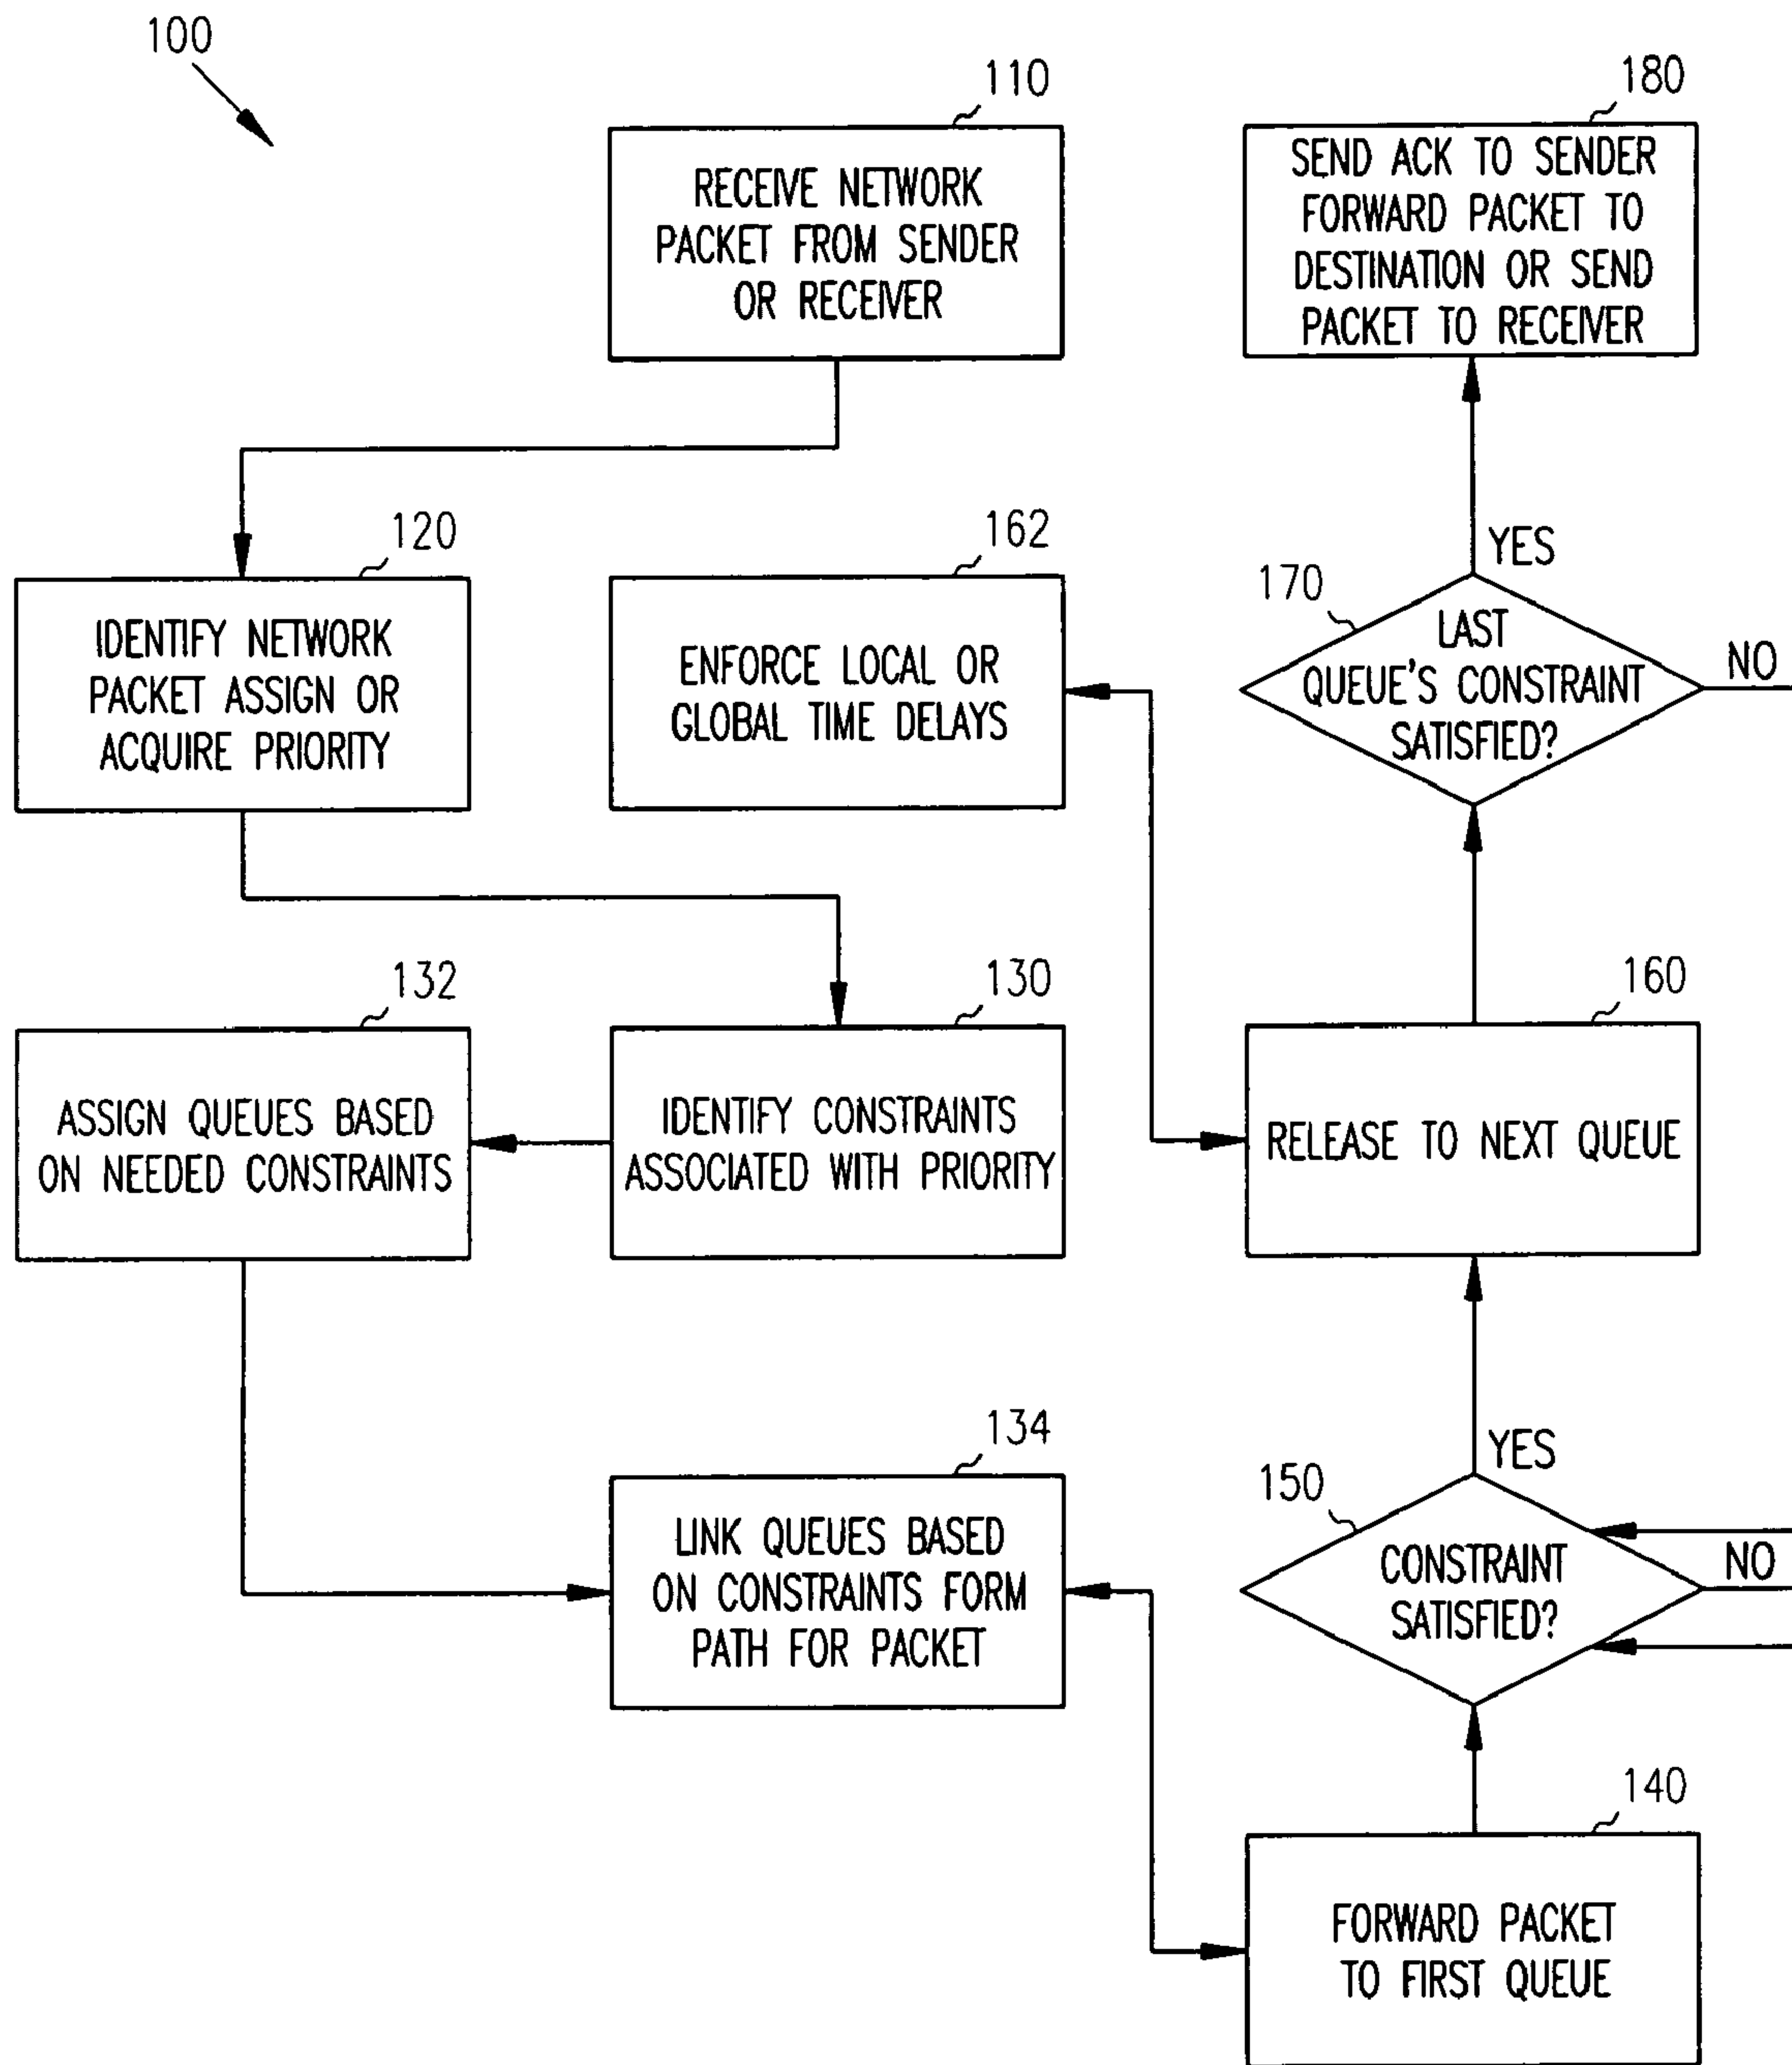 100
110
RECEIVE NETWORK
PACKET FROM SENDER
OR RECEIVER
180
SEND ACK TO SENDER
FORWARD PACKET TO
DESTINATION OR SEND
PACKET TO RECEIVER
120
IDENTIFY NETWORK
PACKET ASSIGN OR
ACQUIRE PRIORITY
162
ENFORCE LOCAL OR
GLOBAL TIME DELAYS
YES
170
LAST
QUEUE'S CONSTRAINT
SATISFIED?
NO
132
ASSIGN QUEUES BASED
ON NEEDED CONSTRAINTS
130
IDENTIFY CONSTRAINTS
ASSOCIATED WITH PRIORITY
160
RELEASE TO NEXT QUEUE
134
LINK QUEUES BASED
ON CONSTRAINTS FORM
PATH FOR PACKET
YES
150
CONSTRAINT
SATISFIED?
NO
140
FORWARD PACKET
TO FIRST QUEUE